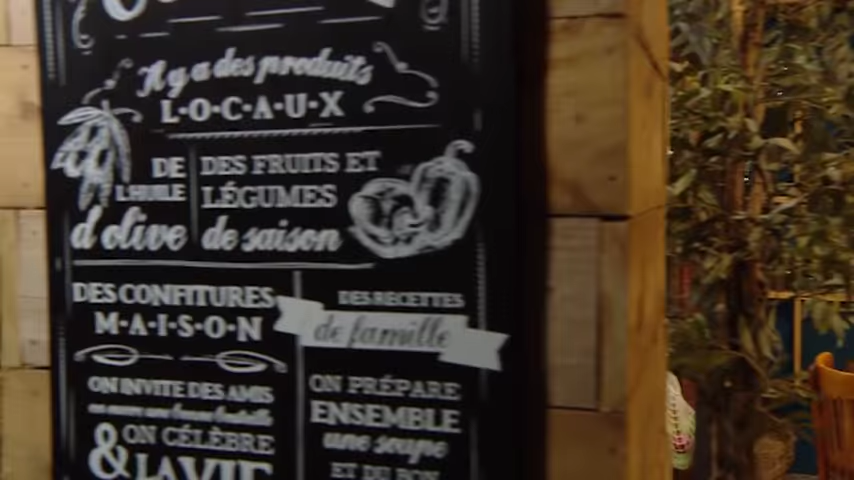 Il y a des produits
L·O·C·A·U·X
DE
L'HUILE
d'olive
DES FRUITS ET
LÉGUMES
de saison
DES CONFITURES
M·A·I·S·O·N
DES RECETTES
de famille
ON INVITE DES AMIS
& ON CÉLÈBRE
LA VIE
ON PRÉPARE
ENSEMBLE
une soupe
ET DU BON